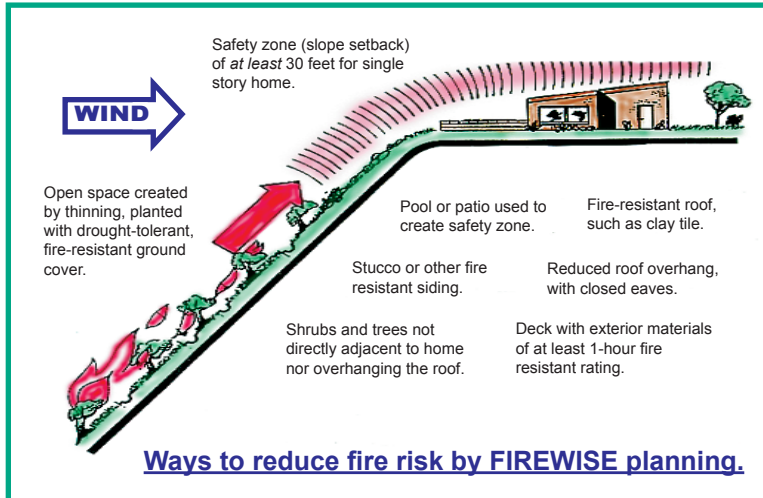 Safety zone (slope setback)
of at least 30 feet for single
story home.
WIND
Open space created
by thinning, planted
with drought-tolerant,
fire-resistant ground
cover.
Pool or patio used to
create safety zone.
Fire-resistant roof,
such as clay tile.
Stucco or other fire
resistant siding.
Reduced roof overhang,
with closed eaves.
Shrubs and trees not
directly adjacent to home
nor overhanging the roof.
Deck with exterior materials
of at least 1-hour fire
resistant rating.
Ways to reduce fire risk by FIREWISE planning.